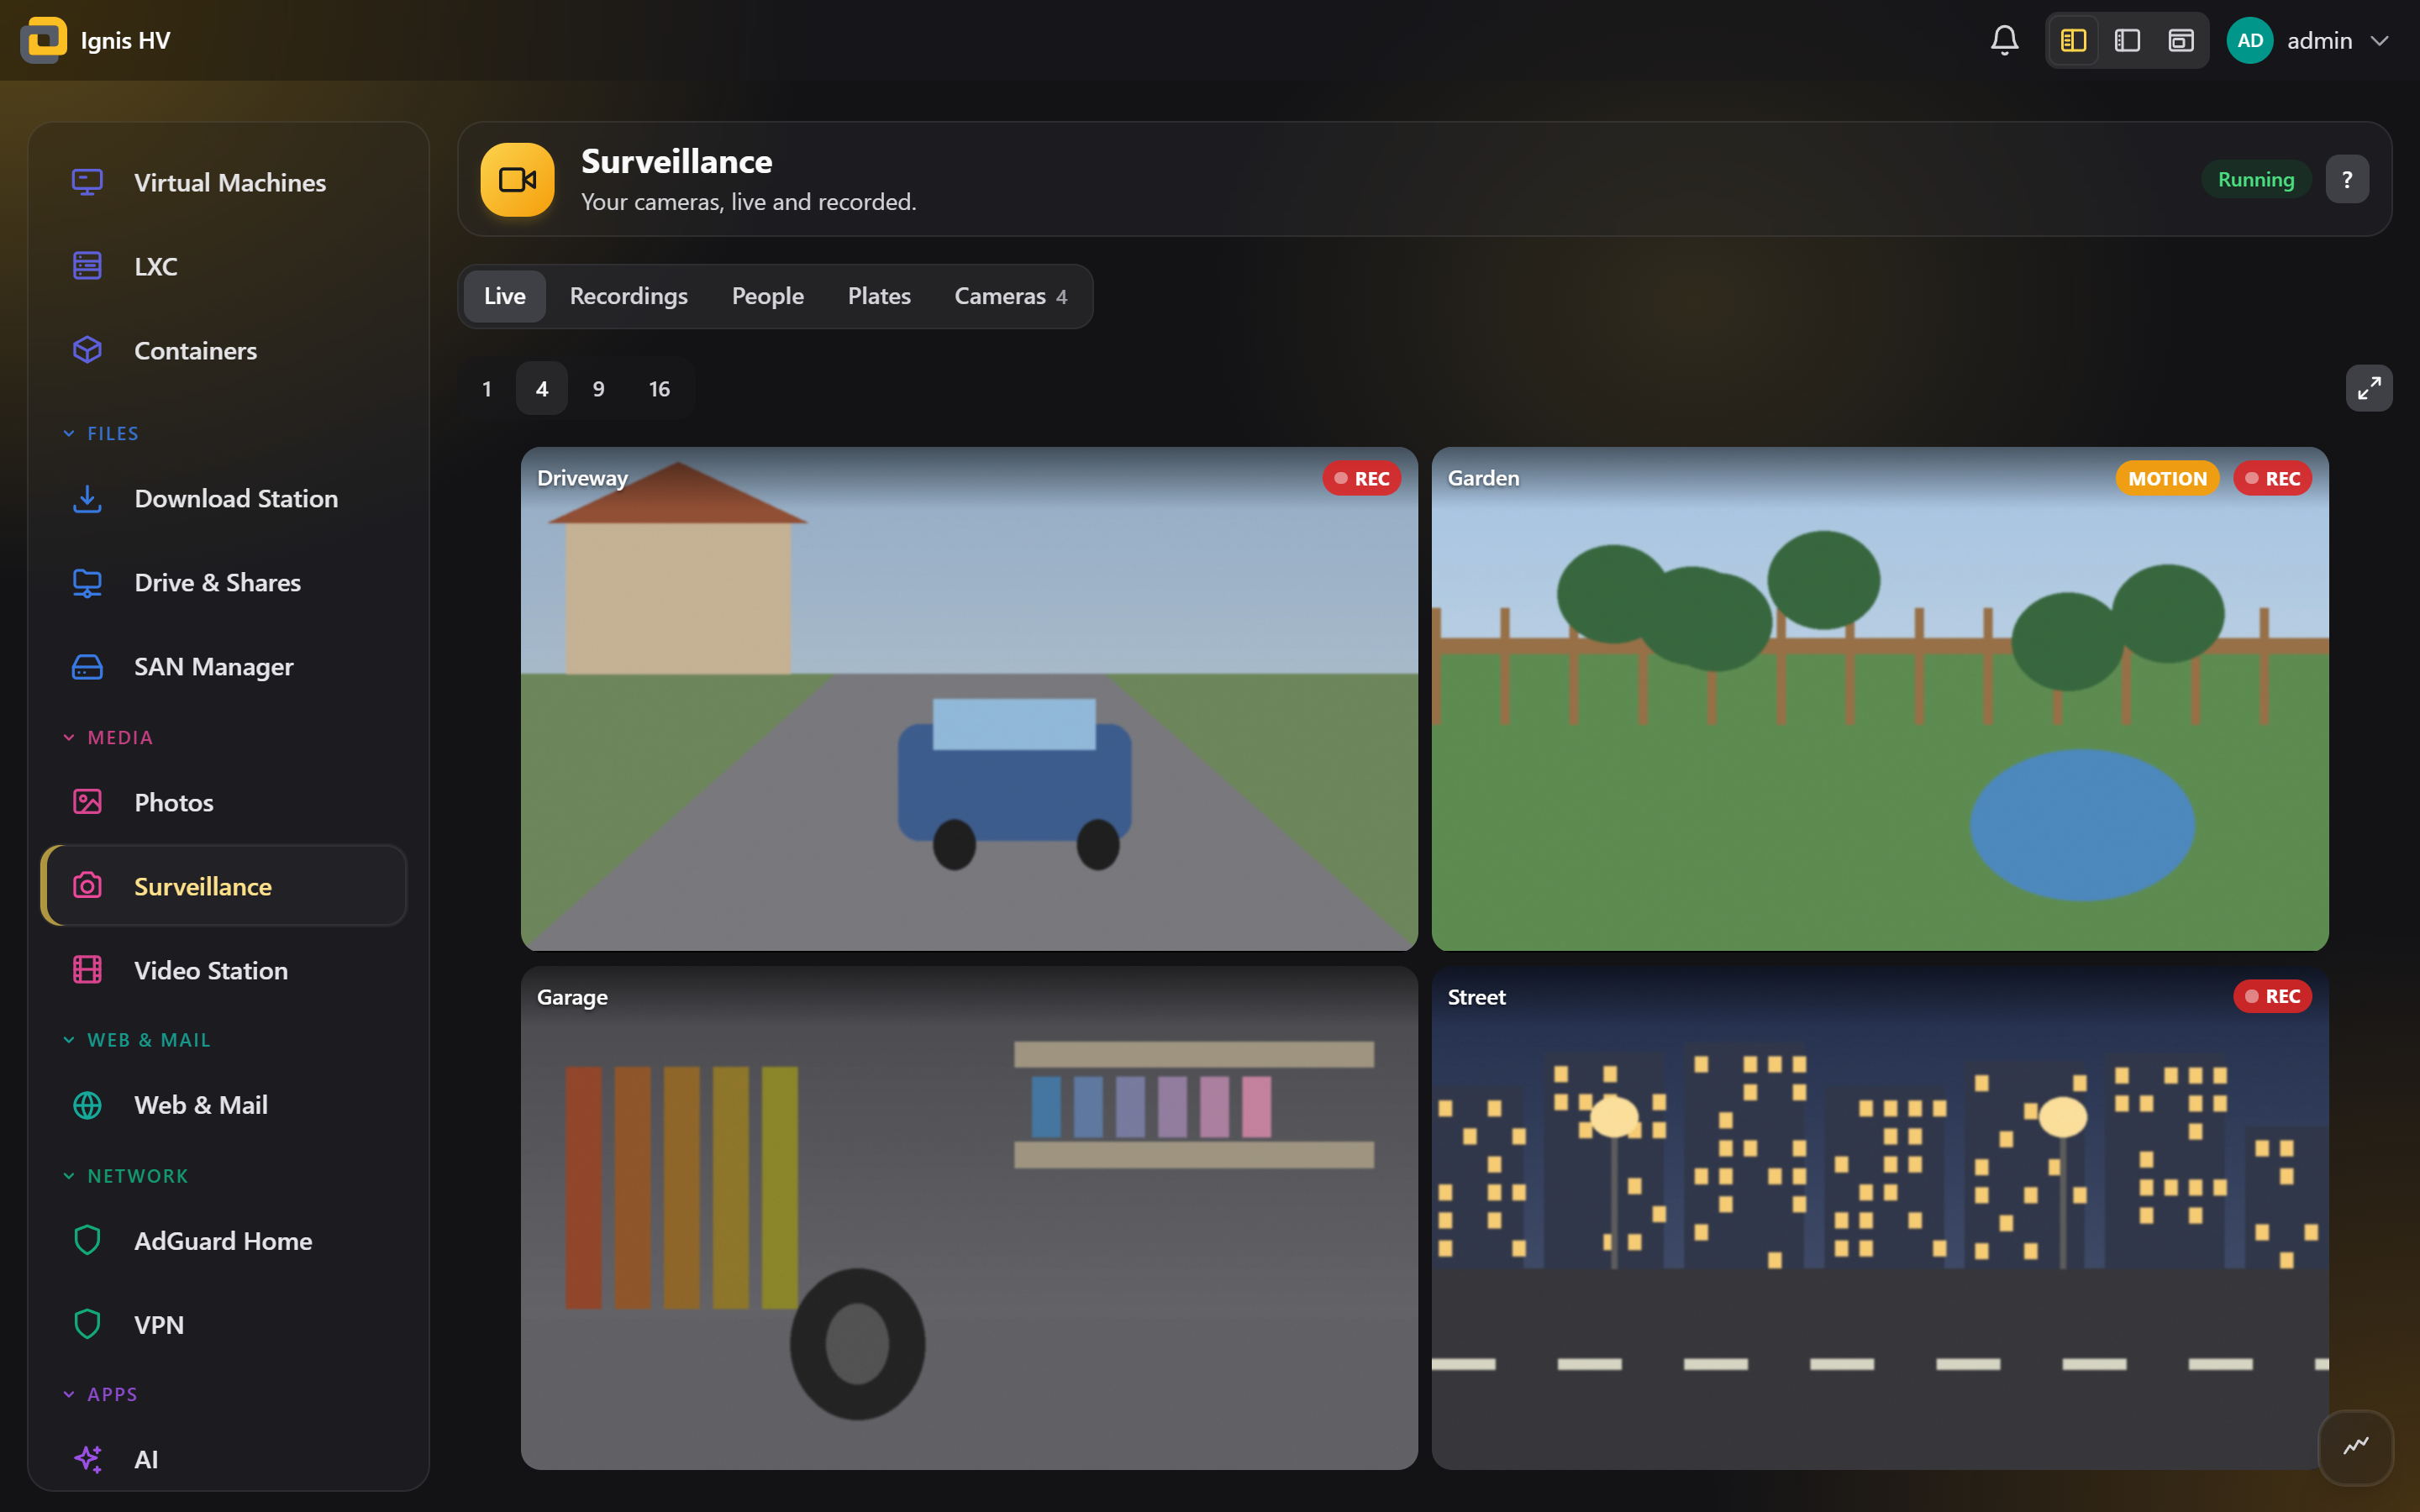 Ignis HV
AD admin
Virtual Machines
LXC
Containers
FILES
Download Station
Drive & Shares
SAN Manager
MEDIA
Photos
Surveillance
Video Station
WEB & MAIL
Web & Mail
NETWORK
AdGuard Home
VPN
APPS
AI
Surveillance
Your cameras, live and recorded.
Running ?
Live Recordings People Plates Cameras 4
1 4 9 16
Driveway REC
Garden MOTION REC
Garage
Street REC